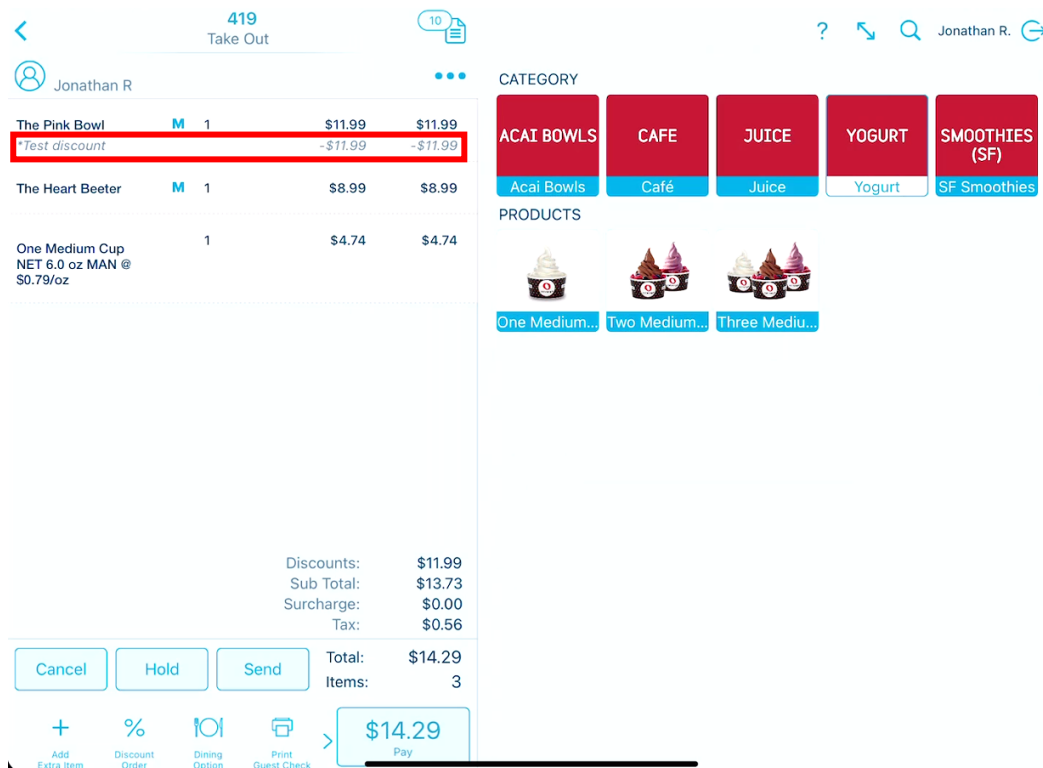 419
Take Out
10
Jonathan R
The Pink Bowl M 1 $11.99 $11.99
*Test discount -$11.99 -$11.99
The Heart Beeter M 1 $8.99 $8.99
One Medium Cup 1 $4.74 $4.74
NET 6.0 oz MAN @
$0.79/oz
Discounts: $11.99
Sub Total: $13.73
Surcharge: $0.00
Tax: $0.56
Cancel Hold Send
Total: $14.29
Items: 3
Add
Extra Item
Discount
Order
Dining
Option
Print
Guest Check
$14.29
Pay
? Jonathan R.
CATEGORY
ACAI BOWLS
Acai Bowls
CAFE
Café
JUICE
Juice
YOGURT
Yogurt
SMOOTHIES
(SF)
SF Smoothies
PRODUCTS
One Medium...
Two Medium...
Three Mediu...